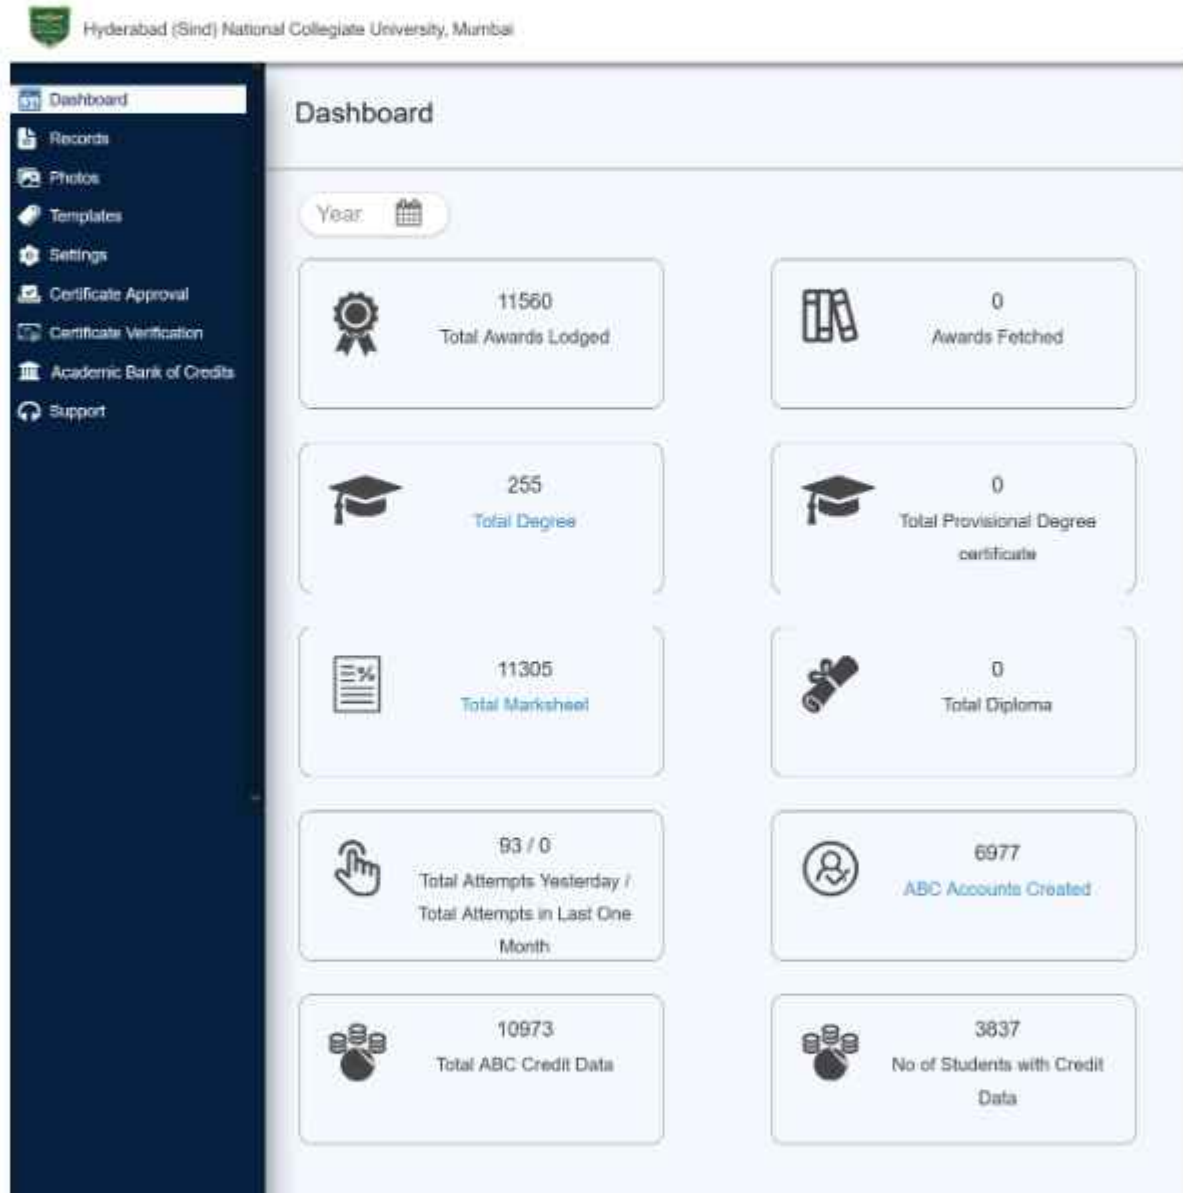 Hyderabad (Sind) National Collegiate University, Mumbai
Dashboard
Records
Photos
Templates
Settings
Certificate Approval
Certificate Verification
Academic Bank of Credits
Support
Dashboard
Year
11560
Total Awards Lodged
0
Awards Fetched
255
Total Degree
0
Total Provisional Degree
certificate
11305
Total Marksheet
0
Total Diploma
93 / 0
Total Attempts Yesterday /
Total Attempts in Last One
Month
6977
ABC Accounts Created
10973
Total ABC Credit Data
3837
No of Students with Credit
Data